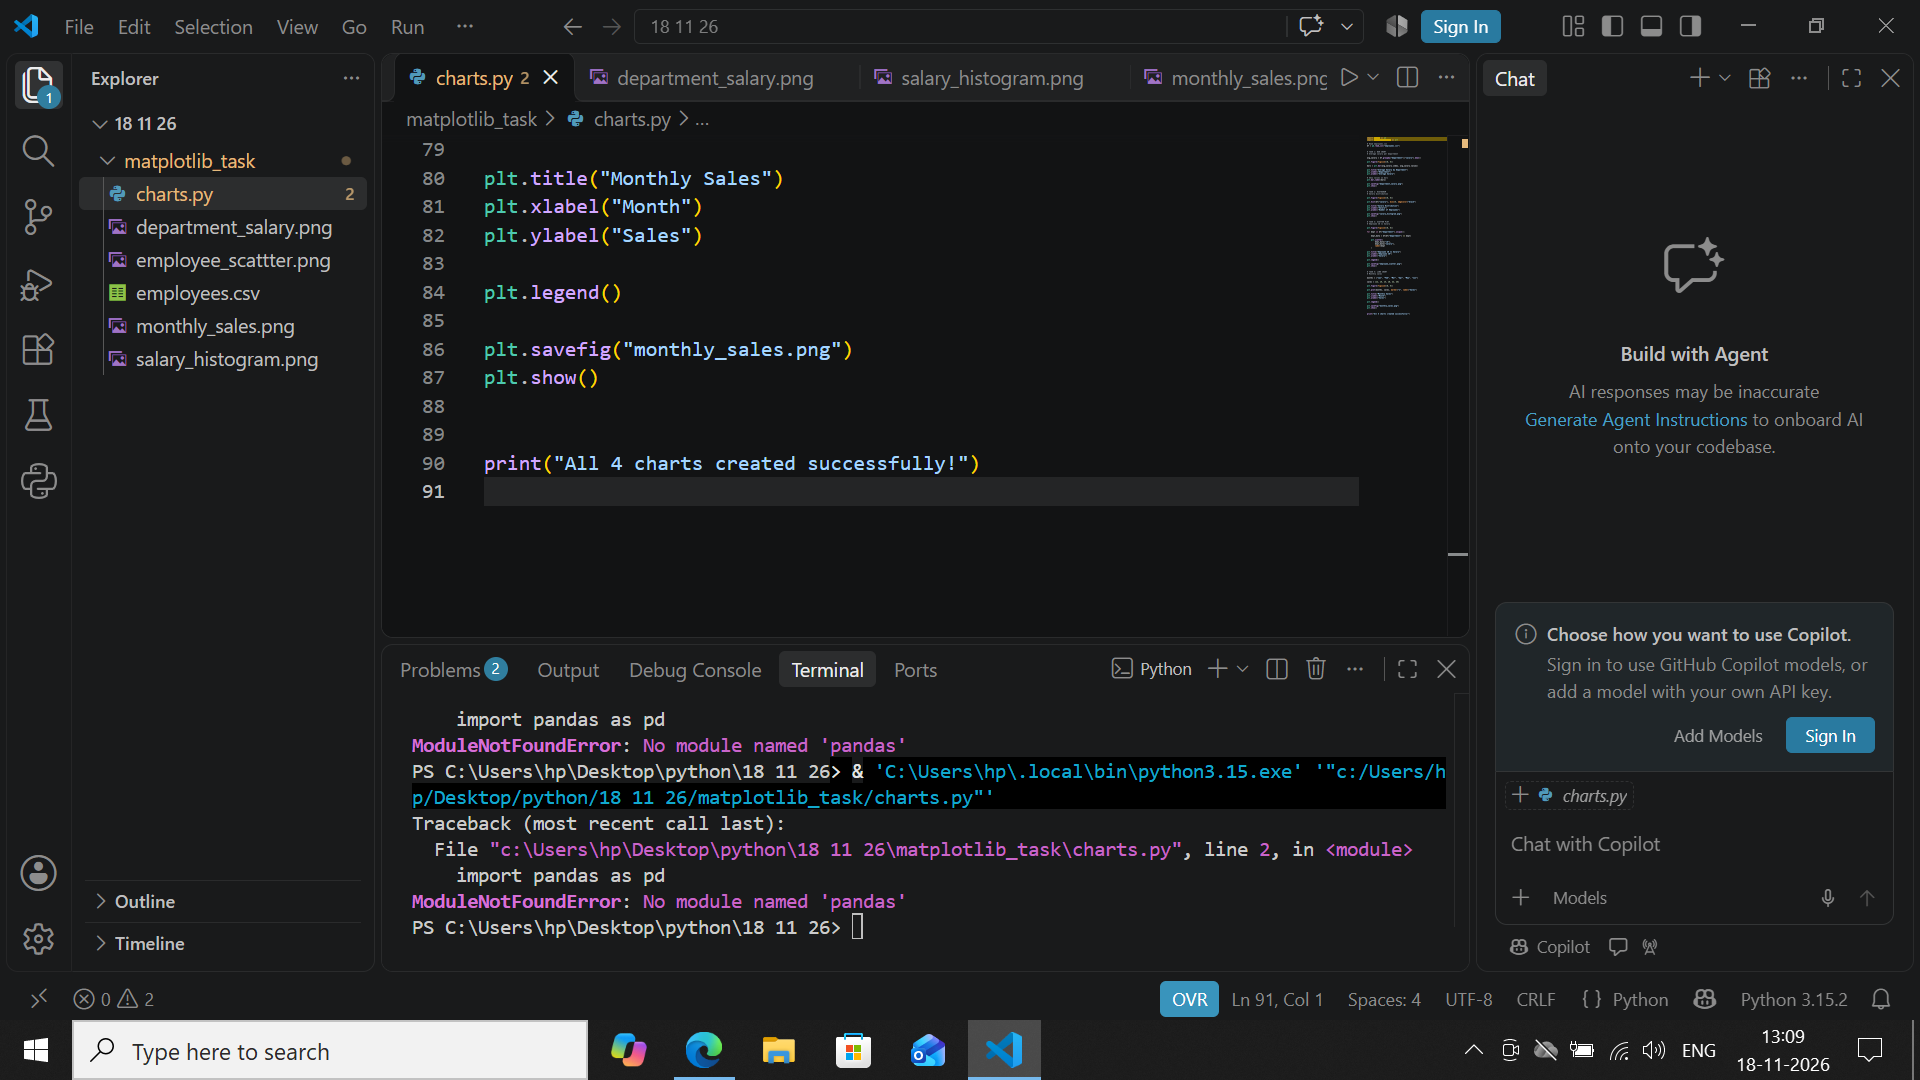 File Edit Selection View Go Run ···
18 11 26
Sign In
Explorer
1
18 11 26
matplotlib_task
charts.py 2
department_salary.png
employee_scattter.png
employees.csv
monthly_sales.png
salary_histogram.png
Outline
Timeline
charts.py 2
department_salary.png
salary_histogram.png
monthly_sales.png
matplotlib_task > charts.py > ...
79
80 plt.title("Monthly Sales")
81 plt.xlabel("Month")
82 plt.ylabel("Sales")
83
84 plt.legend()
85
86 plt.savefig("monthly_sales.png")
87 plt.show()
88
89
90 print("All 4 charts created successfully!")
91
Problems 2 Output Debug Console Terminal Ports
Python
import pandas as pd
ModuleNotFoundError: No module named 'pandas'
PS C:\Users\hp\Desktop\python\18 11 26> & 'C:\Users\hp\.local\bin\python3.15.exe' '"c:/Users/h
p/Desktop/python/18 11 26/matplotlib_task/charts.py"'
Traceback (most recent call last):
File "c:\Users\hp\Desktop\python\18 11 26\matplotlib_task\charts.py", line 2, in <module>
import pandas as pd
ModuleNotFoundError: No module named 'pandas'
PS C:\Users\hp\Desktop\python\18 11 26>
Chat
Build with Agent
AI responses may be inaccurate
Generate Agent Instructions to onboard AI
onto your codebase.
Choose how you want to use Copilot.
Sign in to use GitHub Copilot models, or
add a model with your own API key.
Add Models
Sign In
charts.py
Chat with Copilot
Models
Copilot
0 2
OVR
Ln 91, Col 1
Spaces: 4
UTF-8
CRLF
{ } Python
Python 3.15.2
Type here to search
ENG
13:09
18-11-2026